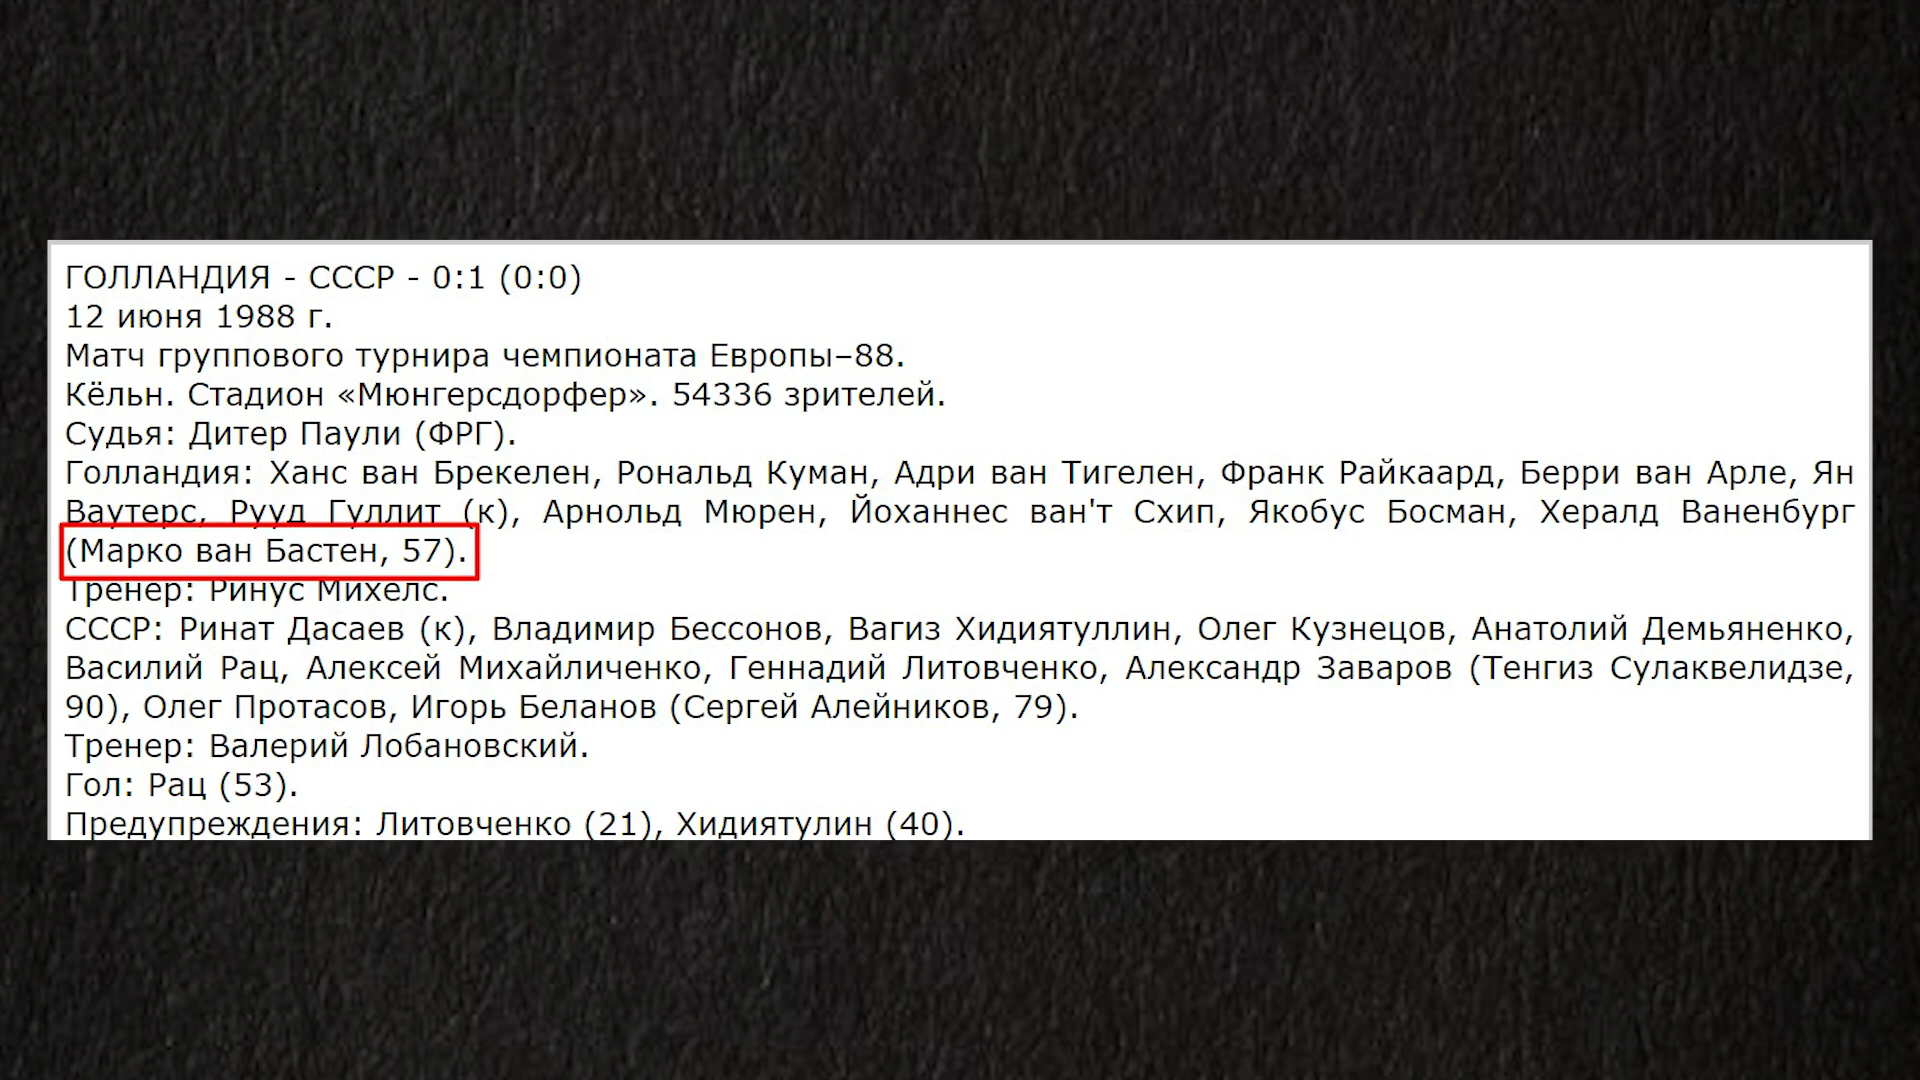 ГОЛЛАНДИЯ - СССР - 0:1 (0:0)
12 июня 1988 г.
Матч группового турнира чемпионата Европы–88.
Кёльн. Стадион «Мюнгерсдорфер». 54336 зрителей.
Судья: Дитер Паули (ФРГ).
Голландия: Ханс ван Брекелен, Рональд Куман, Адри ван Тигелен, Франк Райкаард, Берри ван Арле, Ян
Ваутерс, Рууд Гуллит (к), Арнольд Мюрен, Йоханнес ван'т Схип, Якобус Босман, Хералд Ваненбург
(Марко ван Бастен, 57).
Тренер: Ринус Михелс.
СССР: Ринат Дасаев (к), Владимир Бессонов, Вагиз Хидиятуллин, Олег Кузнецов, Анатолий Демьяненко,
Василий Рац, Алексей Михайличенко, Геннадий Литовченко, Александр Заваров (Тенгиз Сулаквелидзе,
90), Олег Протасов, Игорь Беланов (Сергей Алейников, 79).
Тренер: Валерий Лобановский.
Гол: Рац (53).
Предупреждения: Литовченко (21), Хидиятулин (40).